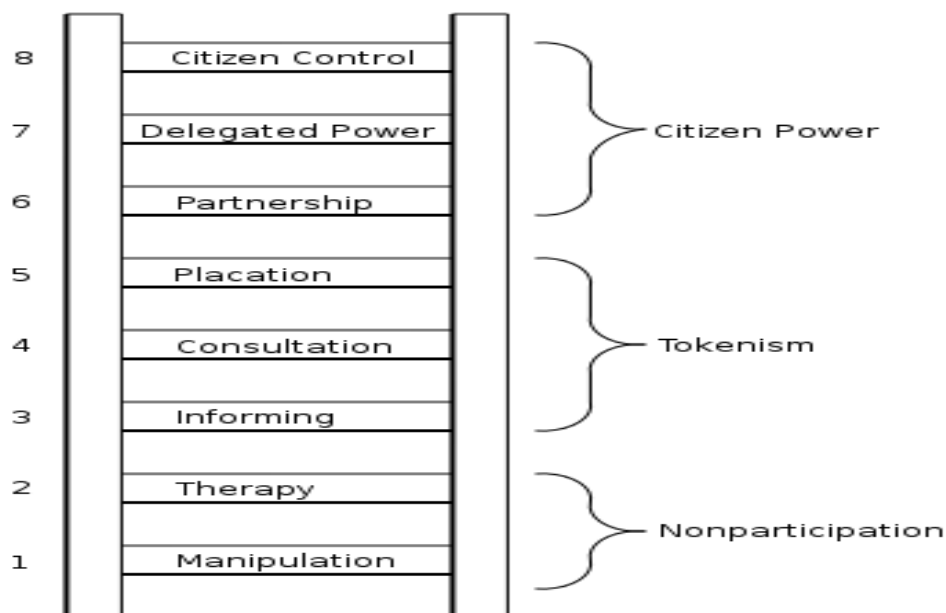 8 Citizen Control
7 Delegated Power Citizen Power
6 Partnership
5 Placation
4 Consultation Tokenism
3 Informing
2 Therapy
Nonparticipation
1 Manipulation